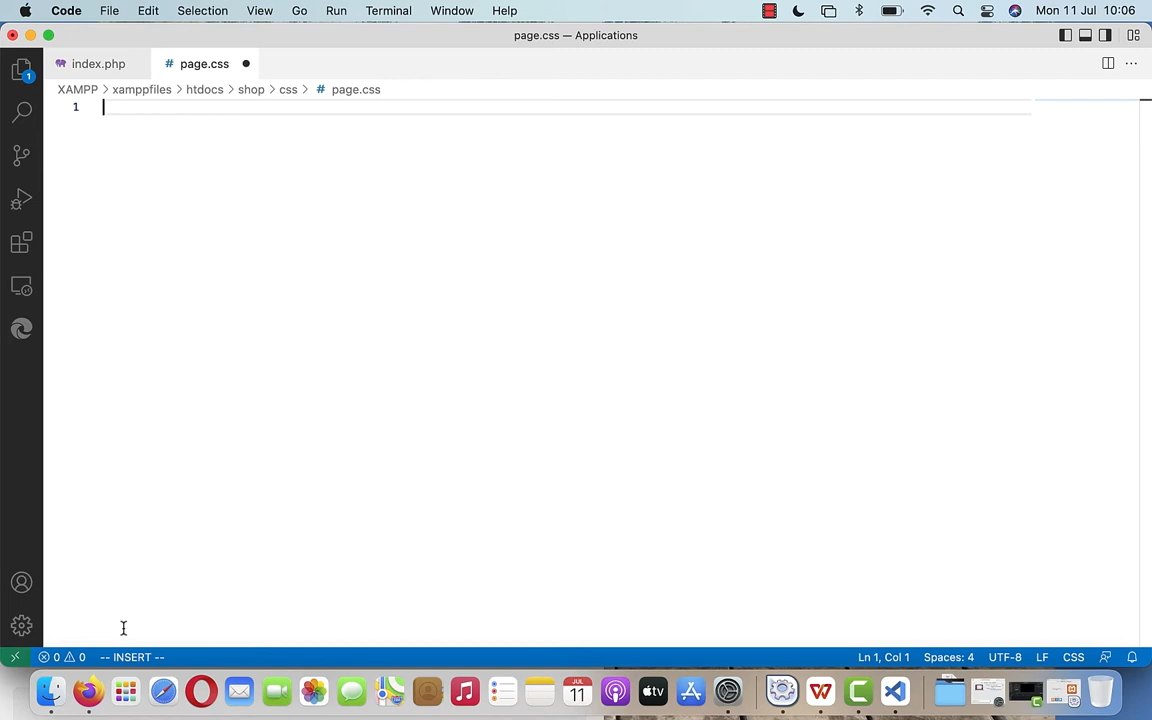 Code File Edit Selection View Go Run Terminal Window Help Mon 11 Jul 10:06
page.css — Applications
index.php # page.css
XAMPP > xamppfiles > htdocs > shop > css > # page.css
1
1
0 0 -- INSERT -- Ln 1, Col 1 Spaces: 4 UTF-8 LF CSS
JUL
11
tv